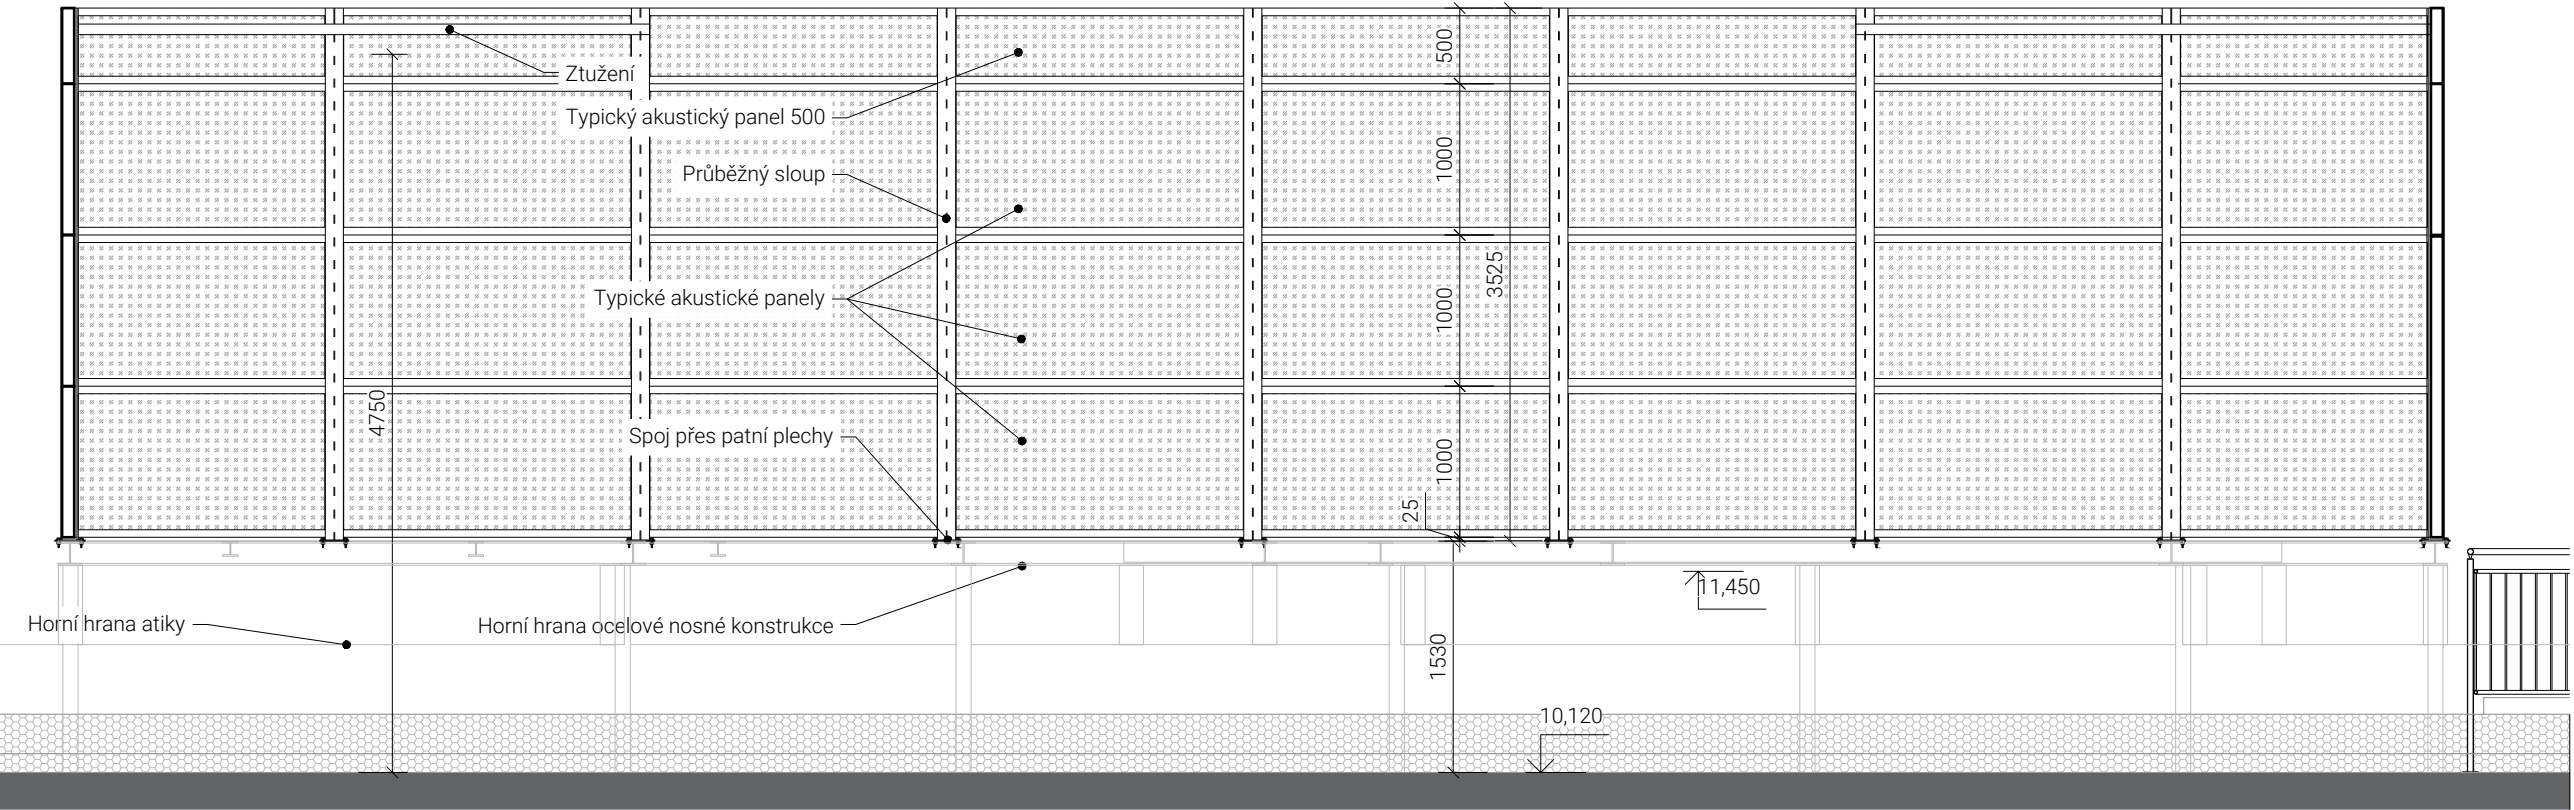 500
Ztužení
Typický akustický panel 500
1000
Průběžný sloup
3525
Typické akustické panely
1000
4750
Spoj přes patní plechy
1000
25
11,450
Horní hrana atiky
Horní hrana ocelové nosné konstrukce
1530
10,120